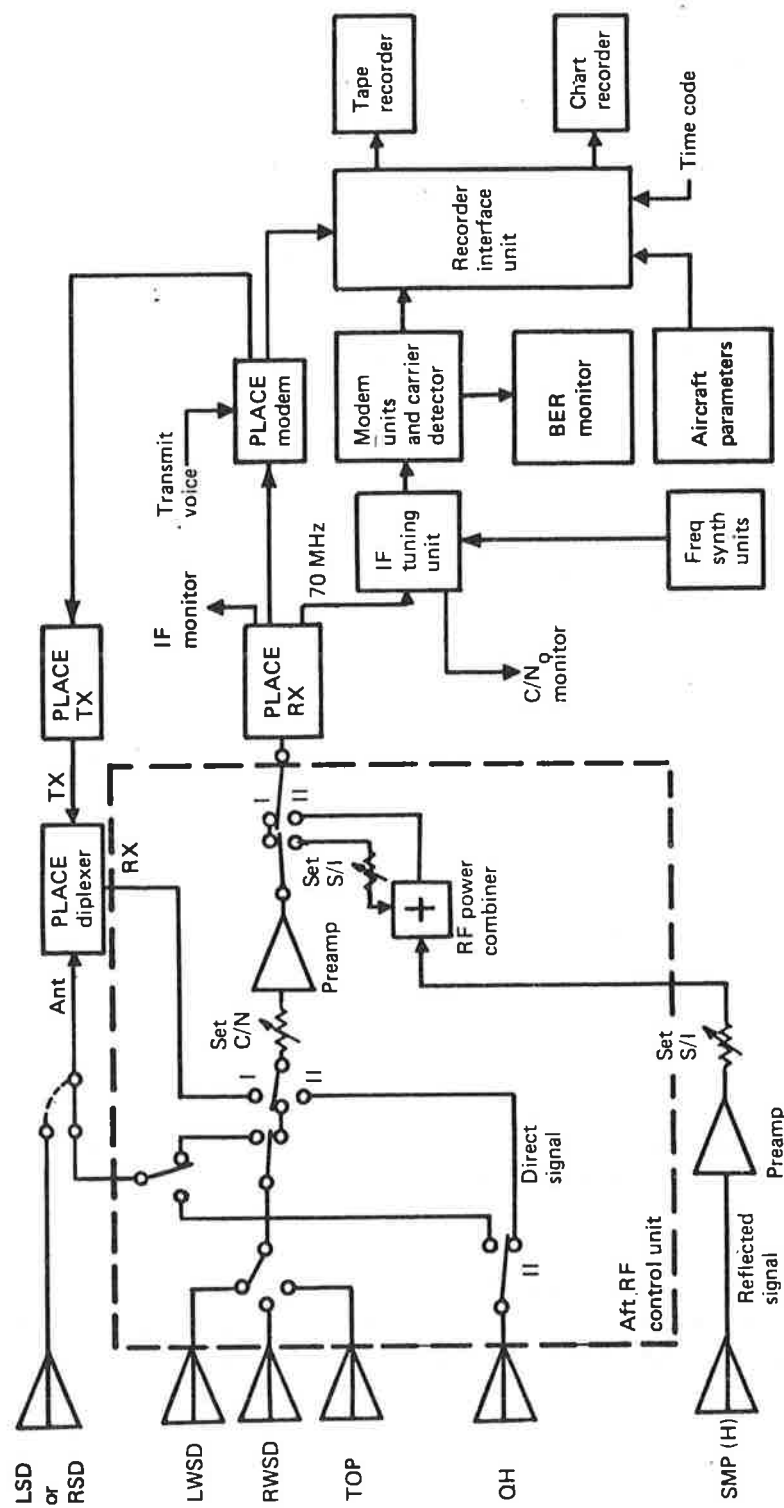 LSD
or
RSD
LWSD
RWSD
TOP
QH
SMP (H)
Ant
PLACE
diplexer
TX
PLACE
TX
RX
Set
C/N
I
II
Preamp
I
II
Set
S/I
+
RF power
combiner
Direct
signal
II
Aft RF
control unit
Reflected
signal
Preamp
Set
S/I
IF
monitor
PLACE
RX
70 MHz
Transmit
voice
PLACE
modem
IF
tuning
unit
C/No
monitor
Freq
synth
units
Modem
units
and carrier
detector
BER
monitor
Aircraft
parameters
Recorder
interface
unit
Tape
recorder
Chart
recorder
Time code